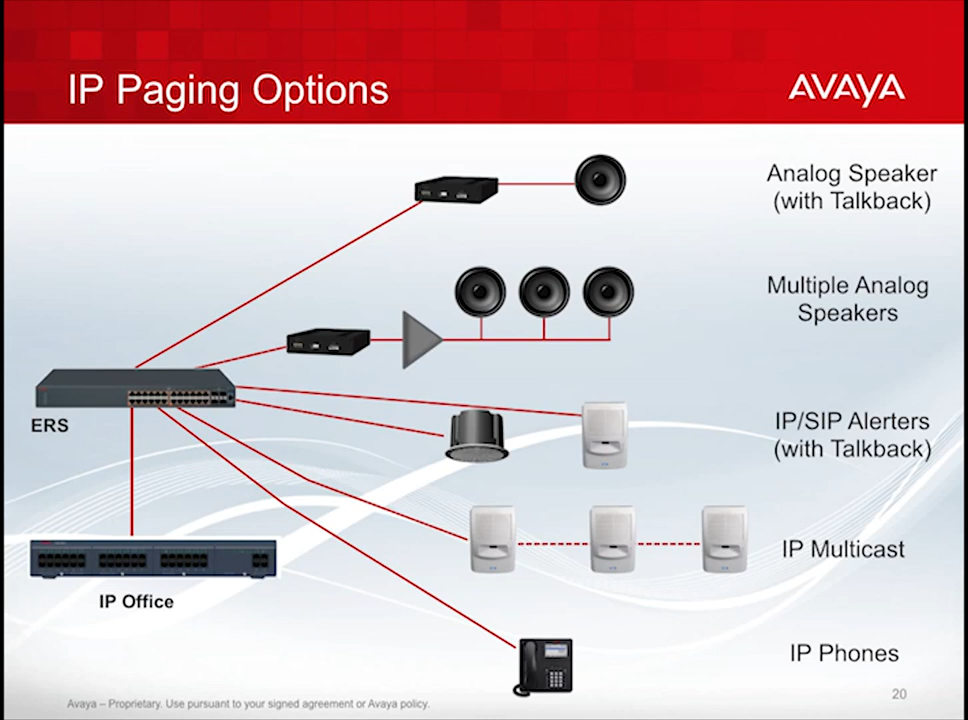 IP Paging Options
AVAYA
Analog Speaker
(with Talkback)
Multiple Analog
Speakers
ERS
IP/SIP Alerters
(with Talkback)
IP Multicast
IP Office
IP Phones
Avaya – Proprietary. Use pursuant to your signed agreement or Avaya policy.
20